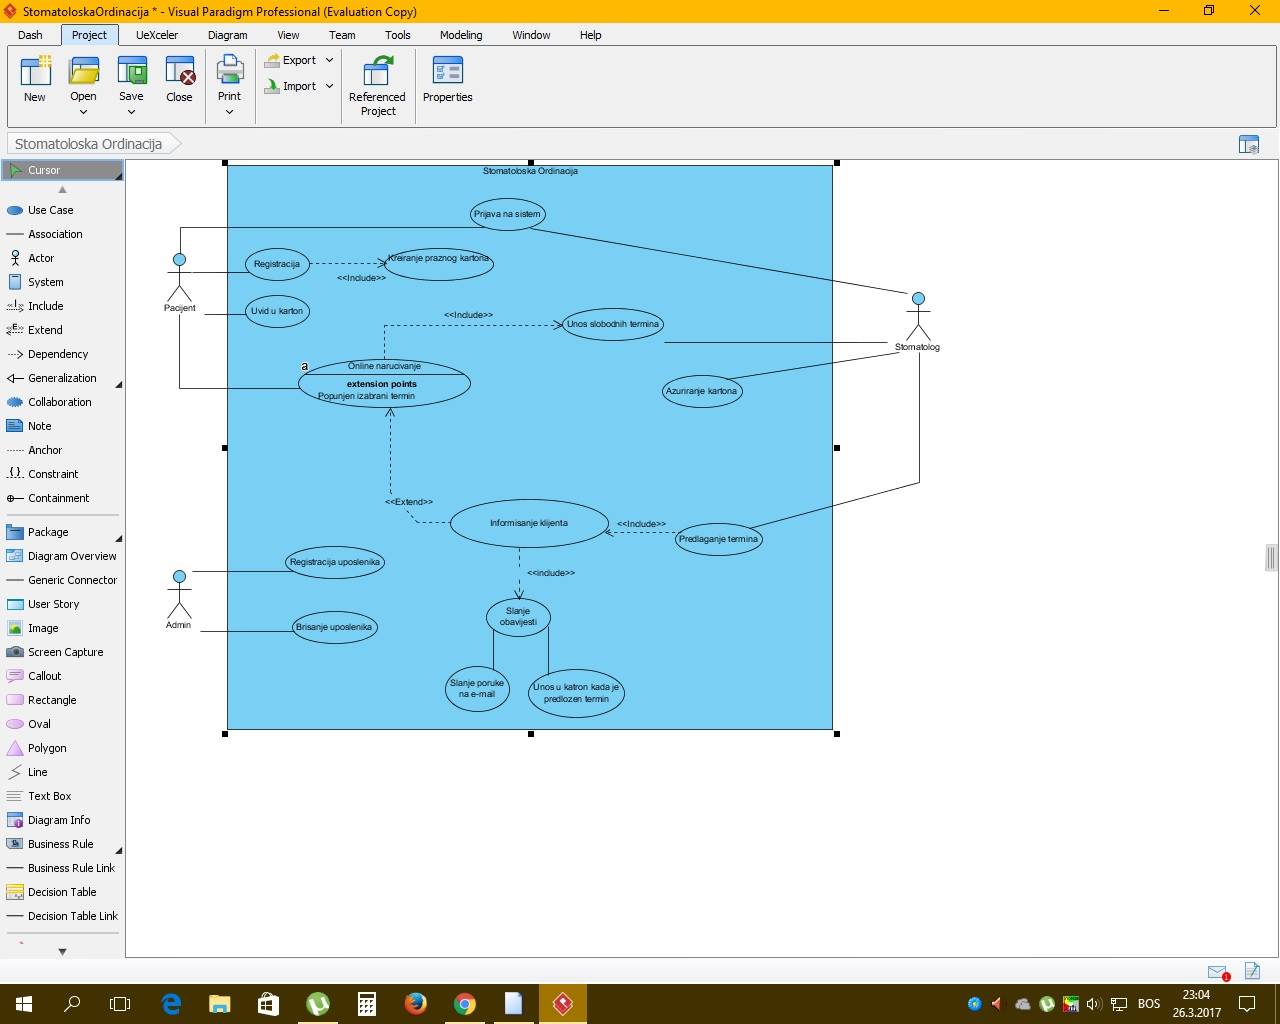 StomatoloskaOrdinacija * - Visual Paradigm Professional (Evaluation Copy)
Dash Project UeXceler Diagram View Team Tools Modeling Window Help
New Open Save Close Print Export Import Referenced Project Properties
Stomatoloska Ordinacija
Cursor
Use Case
Association
Actor
System
Include
Extend
Dependency
Generalization
Collaboration
Note
Anchor
Constraint
Containment
Package
Diagram Overview
Generic Connector
User Story
Image
Screen Capture
Callout
Rectangle
Oval
Polygon
Line
Text Box
Diagram Info
Business Rule
Business Rule Link
Decision Table
Decision Table Link
Stomatoloska Ordinacija
Prijava na sistem
Registracija
<<Include>>
Kreiranje praznog kartona
Pacijent
Uvid u karton
<<Include>>
Unos slobodnih termina
Stomatolog
a
Online narucivanje
extension points
Popunjen izabrani termin
Azuriranje kartona
<<Extend>>
Informisanje klijenta
<<Include>>
Predlaganje termina
Registracija uposlenika
<<include>>
Admin
Brisanje uposlenika
Slanje
obavijesti
Slanje poruke
na e-mail
Unos u katron kada je
predlozen termin
1
BOS
23:04
26.3.2017